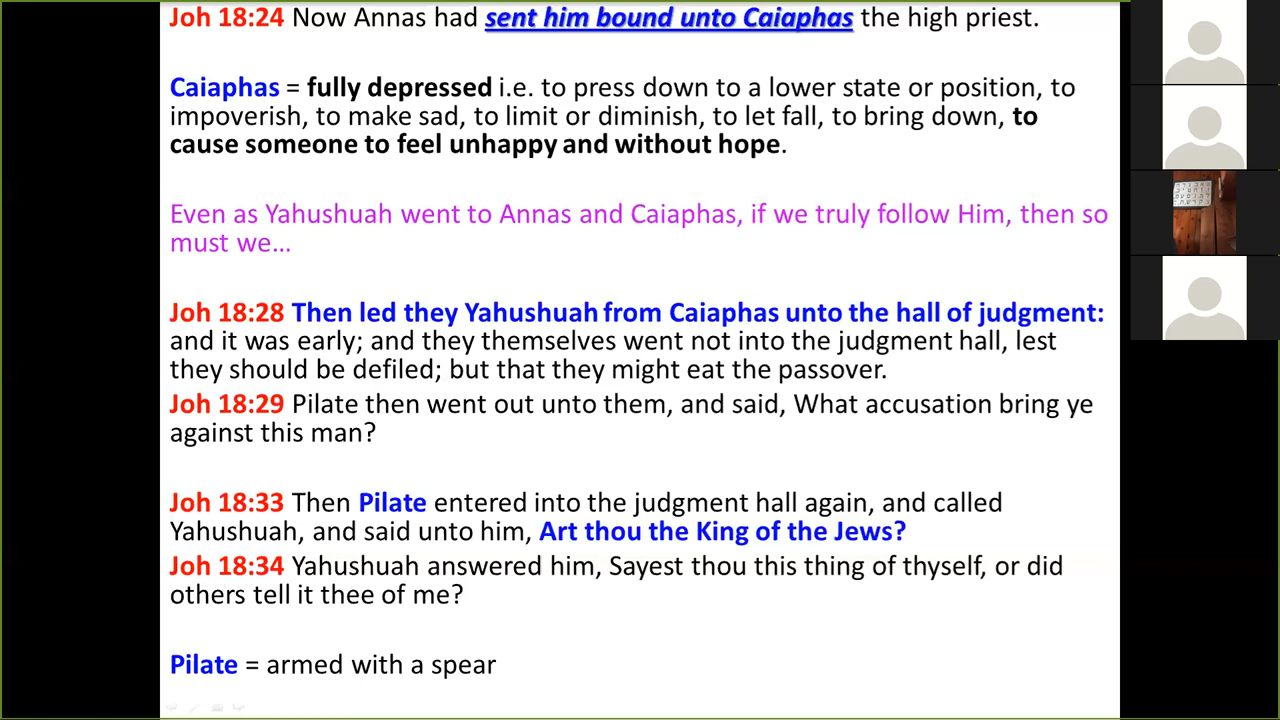 Joh 18:24 Now Annas had sent him bound unto Caiaphas the high priest.
Caiaphas = fully depressed i.e. to press down to a lower state or position, to
impoverish, to make sad, to limit or diminish, to let fall, to bring down, to
cause someone to feel unhappy and without hope.
Even as Yahushuah went to Annas and Caiaphas, if we truly follow Him, then so
must we…
Joh 18:28 Then led they Yahushuah from Caiaphas unto the hall of judgment:
and it was early; and they themselves went not into the judgment hall, lest
they should be defiled; but that they might eat the passover.
Joh 18:29 Pilate then went out unto them, and said, What accusation bring ye
against this man?
Joh 18:33 Then Pilate entered into the judgment hall again, and called
Yahushuah, and said unto him, Art thou the King of the Jews?
Joh 18:34 Yahushuah answered him, Sayest thou this thing of thyself, or did
others tell it thee of me?
Pilate = armed with a spear